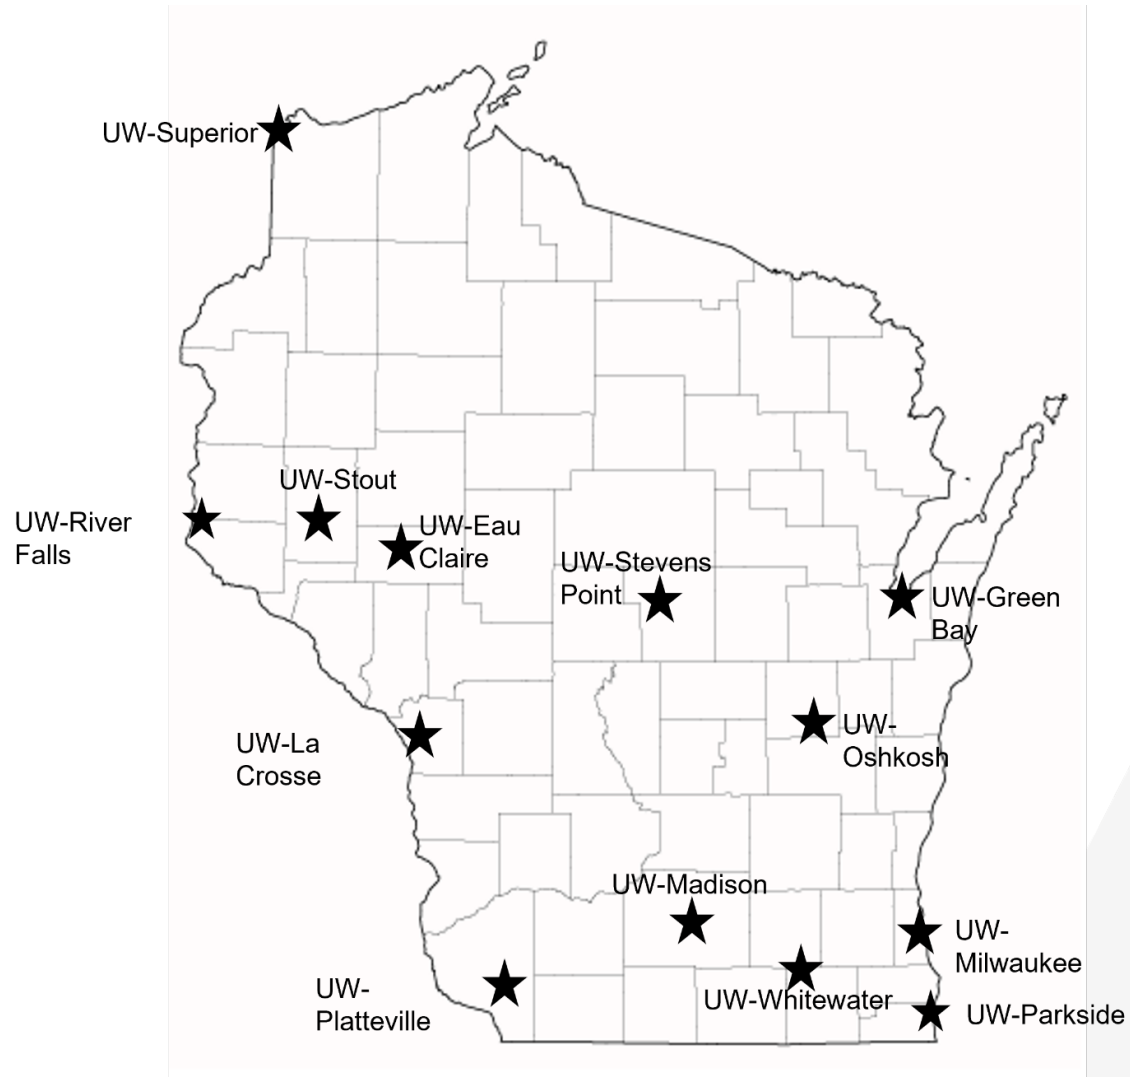 UW-Superior
UW-Stout
UW-River
Falls
UW-Eau
Claire
UW-Stevens
Point
UW-Green
Bay
UW-La
Crosse
UW-
Oshkosh
UW-Madison
UW-
Milwaukee
UW-
Platteville
UW-Whitewater
UW-Parkside